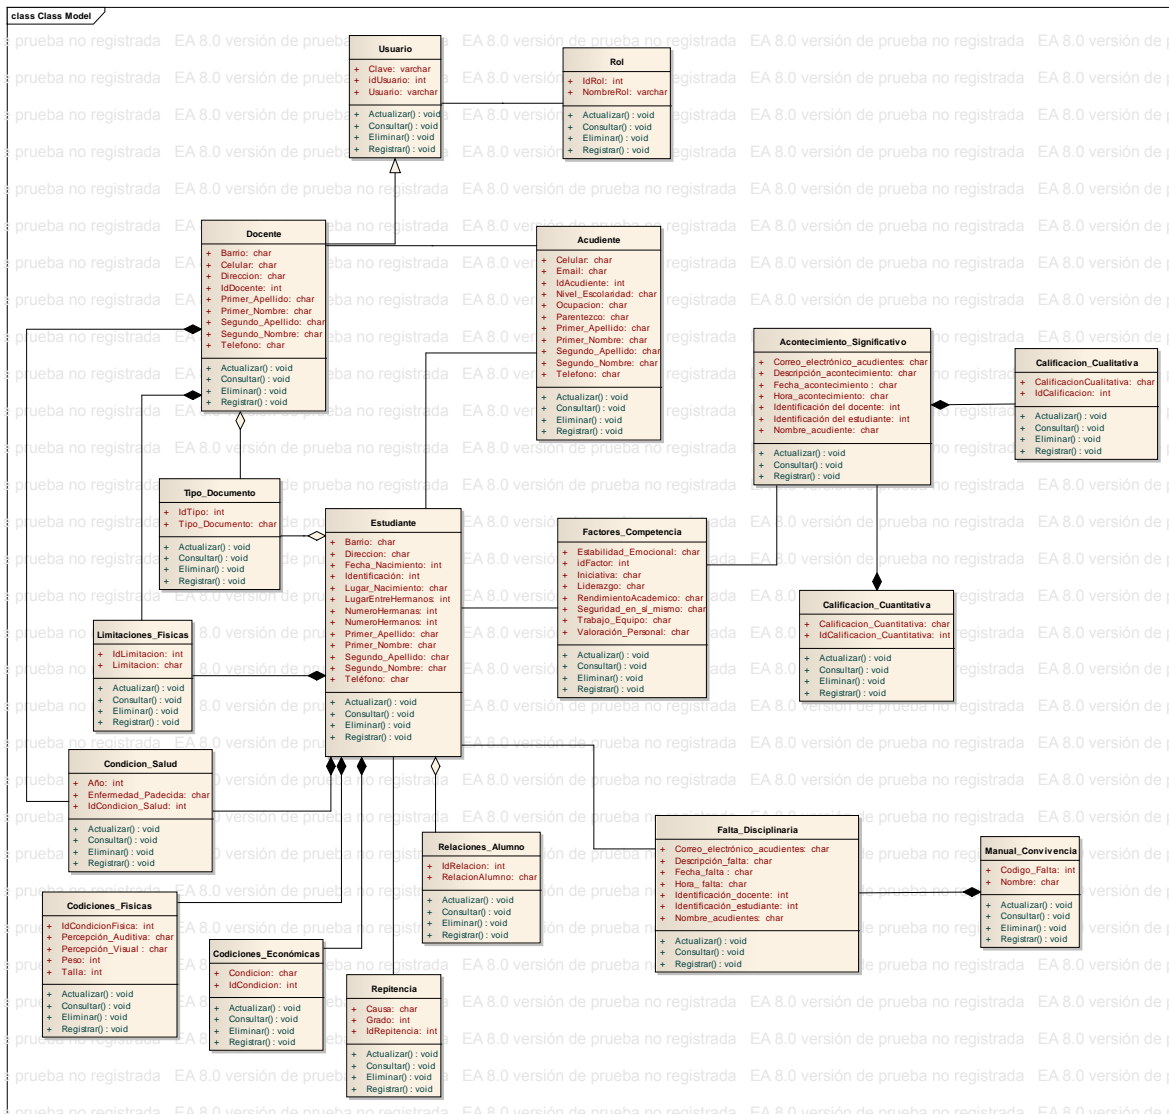 class Class Model
Usuario
+ Clave: varchar
+ idUsuario: int
+ Usuario: varchar
+ Actualizar() : void
+ Consultar() : void
+ Eliminar() : void
+ Registrar() : void
Rol
+ IdRol: int
+ NombreRol: varchar
+ Actualizar() : void
+ Consultar() : void
+ Eliminar() : void
+ Registrar() : void
Docente
+ Barrio: char
+ Celular: char
+ Direccion: char
+ IdDocente: int
+ Primer_Apellido: char
+ Primer_Nombre: char
+ Segundo_Apellido: char
+ Segundo_Nombre: char
+ Telefono: char
+ Actualizar() : void
+ Consultar() : void
+ Eliminar() : void
+ Registrar() : void
Acudiente
+ Celular: char
+ Email: char
+ IdAcudiente: int
+ Nivel_Escolaridad: char
+ Ocupacion: char
+ Parentezco: char
+ Primer_Apellido: char
+ Primer_Nombre: char
+ Segundo_Apellido: char
+ Segundo_Nombre: char
+ Telefono: char
+ Actualizar() : void
+ Consultar() : void
+ Eliminar() : void
+ Registrar() : void
Acontecimiento_Significativo
+ Correo_electrónico_acudientes: char
+ Descripción_acontecimiento: char
+ Fecha_acontecimiento : char
+ Hora_acontecimiento: char
+ Identificación del docente: int
+ Identificación del estudiante: int
+ Nombre_acudiente: char
+ Actualizar() : void
+ Consultar() : void
+ Registrar() : void
Calificacion_Cualitativa
+ CalificacionCualitativa: char
+ IdCalificacion: int
+ Actualizar() : void
+ Consultar() : void
+ Eliminar() : void
+ Registrar() : void
Tipo_Documento
+ IdTipo: int
+ Tipo_Documento: char
+ Actualizar() : void
+ Consultar() : void
+ Eliminar() : void
+ Registrar() : void
Estudiante
+ Barrio: char
+ Direccion: char
+ Fecha_Nacimiento: int
+ Identificación: int
+ Lugar_Nacimiento: char
+ LugarEntreHermanos: int
+ NumeroHermanas: int
+ NumeroHermanos: int
+ Primer_Apellido: char
+ Primer_Nombre: char
+ Segundo_Apellido: char
+ Segundo_Nombre: char
+ Teléfono: char
+ Actualizar() : void
+ Consultar() : void
+ Eliminar() : void
+ Registrar() : void
Factores_Competencia
+ Estabilidad_Emocional: char
+ idFactor: int
+ Iniciativa: char
+ Liderazgo: char
+ RendimientoAcademico: char
+ Seguridad_en_sí_mismo: char
+ Trabajo_Equipo: char
+ Valoración_Personal: char
+ Actualizar() : void
+ Consultar() : void
+ Eliminar() : void
+ Registrar() : void
Calificacion_Cuantitativa
+ Calificacion_Cuantitativa: char
+ IdCalificacion_Cuantitativa: int
+ Actualizar() : void
+ Consultar() : void
+ Eliminar() : void
+ Registrar() : void
Limitaciones_Fisicas
+ IdLimitacion: int
+ Limitacion: char
+ Actualizar() : void
+ Consultar() : void
+ Eliminar() : void
+ Registrar() : void
Condicion_Salud
+ Año: int
+ Enfermedad_Padecida: char
+ IdCondicion_Salud: int
+ Actualizar() : void
+ Consultar() : void
+ Eliminar() : void
+ Registrar() : void
Relaciones_Alumno
+ IdRelacion: int
+ RelacionAlumno: char
+ Actualizar() : void
+ Consultar() : void
+ Eliminar() : void
+ Registrar() : void
Falta_Disciplinaria
+ Correo_electrónico_acudientes: char
+ Descripción_falta: char
+ Fecha_falta : char
+ Hora_ falta: char
+ Identificación_docente: int
+ Identificación_estudiante: int
+ Nombre_acudientes: char
+ Actualizar() : void
+ Consultar() : void
+ Registrar() : void
Manual_Convivencia
+ Codigo_Falta: int
+ Nombre: char
+ Actualizar() : void
+ Consultar() : void
+ Eliminar() : void
+ Registrar() : void
Codiciones_Fisicas
+ IdCondicionFisica: int
+ Percepción_Auditiva: char
+ Percepción_Visual : char
+ Peso: int
+ Talla: int
+ Actualizar() : void
+ Consultar() : void
+ Eliminar() : void
+ Registrar() : void
Codiciones_Económicas
+ Condicion: char
+ IdCondicion: int
+ Actualizar() : void
+ Consultar() : void
+ Eliminar() : void
+ Registrar() : void
Repitencia
+ Causa: char
+ Grado: int
+ IdRepitencia: int
+ Actualizar() : void
+ Consultar() : void
+ Eliminar() : void
+ Registrar() : void